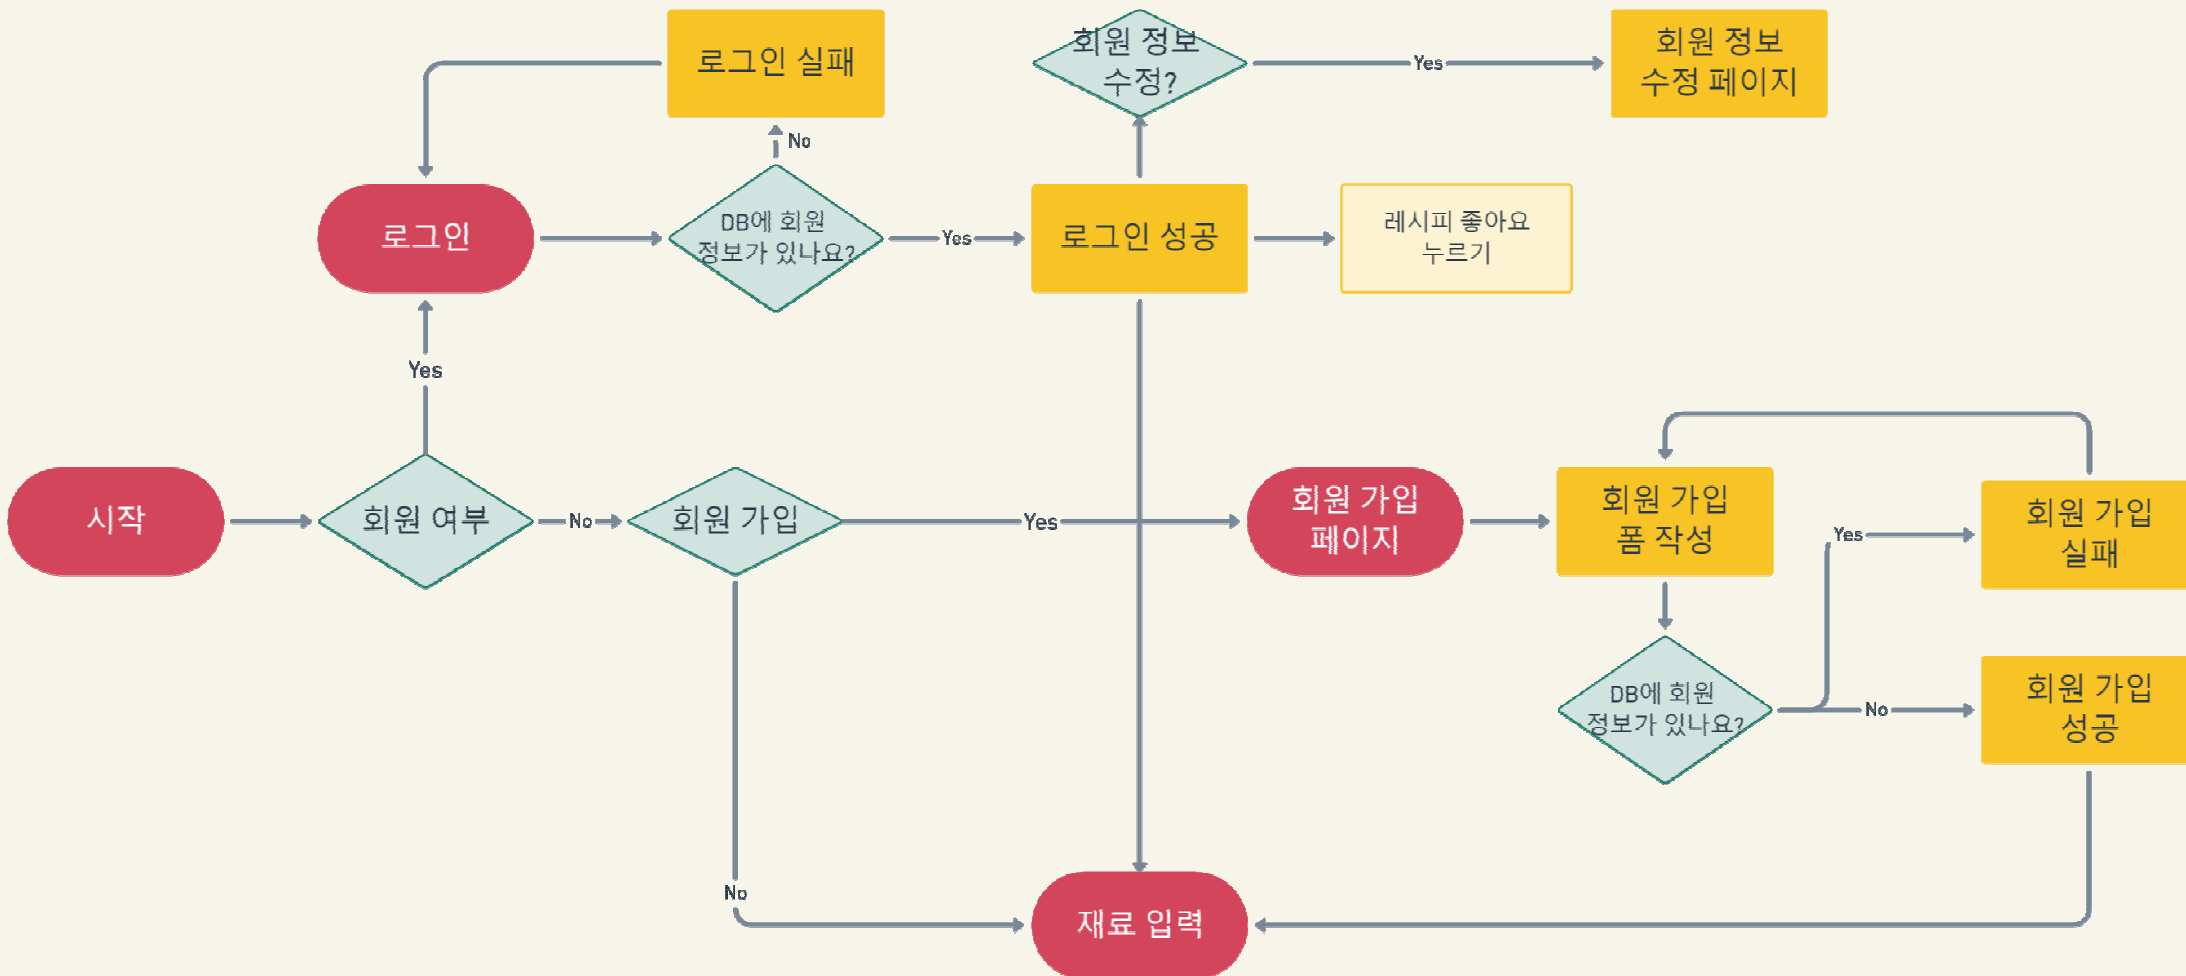 로그인 실패
회원 정보
수정?
Yes
회원 정보
수정 페이지
No
로그인
DB에 회원
정보가 있나요?
Yes
로그인 성공
레시피 좋아요
누르기
Yes
시작
회원 여부
No
회원 가입
Yes
회원 가입
페이지
회원 가입
폼 작성
Yes
회원 가입
실패
DB에 회원
정보가 있나요?
No
회원 가입
성공
No
재료 입력